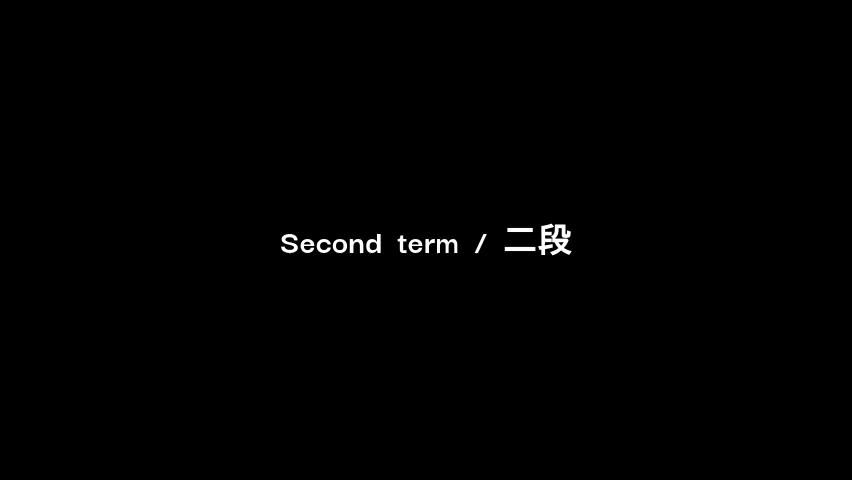 Second term / 二段